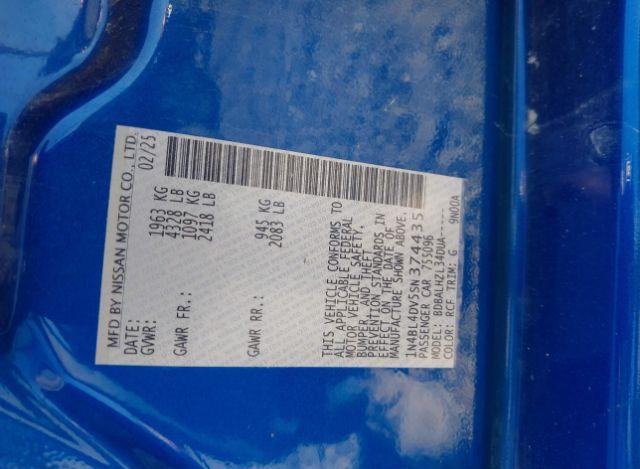 MFD BY NISSAN MOTOR CO., LTD.
DATE: 02/25
GVWR: 1963 KG
4328 LB
GAWR FR.: 1097 KG
2418 LB
GAWR RR.: 945 KG
2083 LB
THIS VEHICLE CONFORMS TO
ALL APPLICABLE FEDERAL
MOTOR VEHICLE SAFETY,
BUMPER, AND THEFT
PREVENTION STANDARDS IN
EFFECT ON THE DATE OF
MANUFACTURE SHOWN ABOVE.
1N4BL4DV5SN374435
PASSENGER CAR 755096
MODEL: BDBALHZL34DUA-----
COLOR: RCF TRIM: G 9N00A